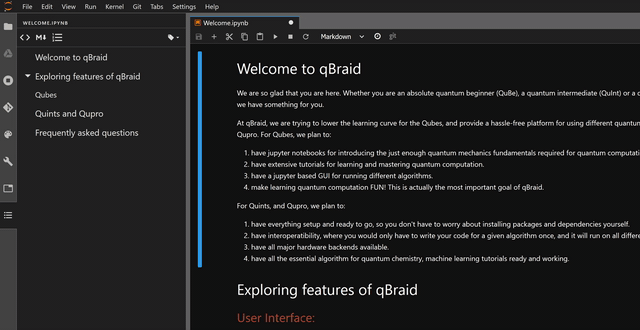 File Edit View Run Kernel Git Tabs Settings Help
WELCOME.IPYNB
Welcome to qBraid
Exploring features of qBraid
Qubes
Quints and Qupro
Frequently asked questions
Welcome.ipynb
Markdown
Welcome to qBraid
We are so glad that you are here. Whether you are an absolute quantum beginner (QuBe), a quantum intermediate (QuInt) or a
we have something for you.
At qBraid, we are trying to lower the learning curve for the Qubes, and provide a hassle-free platform for using different
Qupro. For Qubes, we plan to:
1. have jupyter notebooks for introducing the just enough quantum mechanics fundamentals required for quantum
2. have extensive tutorials for learning and mastering quantum computation.
3. have a jupyter based GUI for running different algorithms.
4. make learning quantum computation FUN! This is actually the most important goal of qBraid.
For Quints, and Qupro, we plan to:
1. have everything setup and ready to go, so you don't have to worry about installing packages and dependencies yourself.
2. have interoperatibility, where you would only have to write your code for a given algorithm once, and it will run on all
3. have all major hardware backends available.
4. have all the essential algorithm for quantum chemistry, machine learning tutorials ready and working.
Exploring features of qBraid
User Interface: